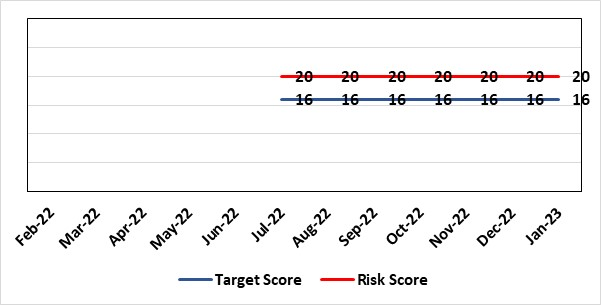 20 20 20 20 20 20 20
16 16 16 16 16 16 16
Feb-22 Mar-22 Apr-22 May-22 Jun-22 Jul-22 Aug-22 Sep-22 Oct-22 Nov-22 Dec-22 Jan-23
Target Score Risk Score